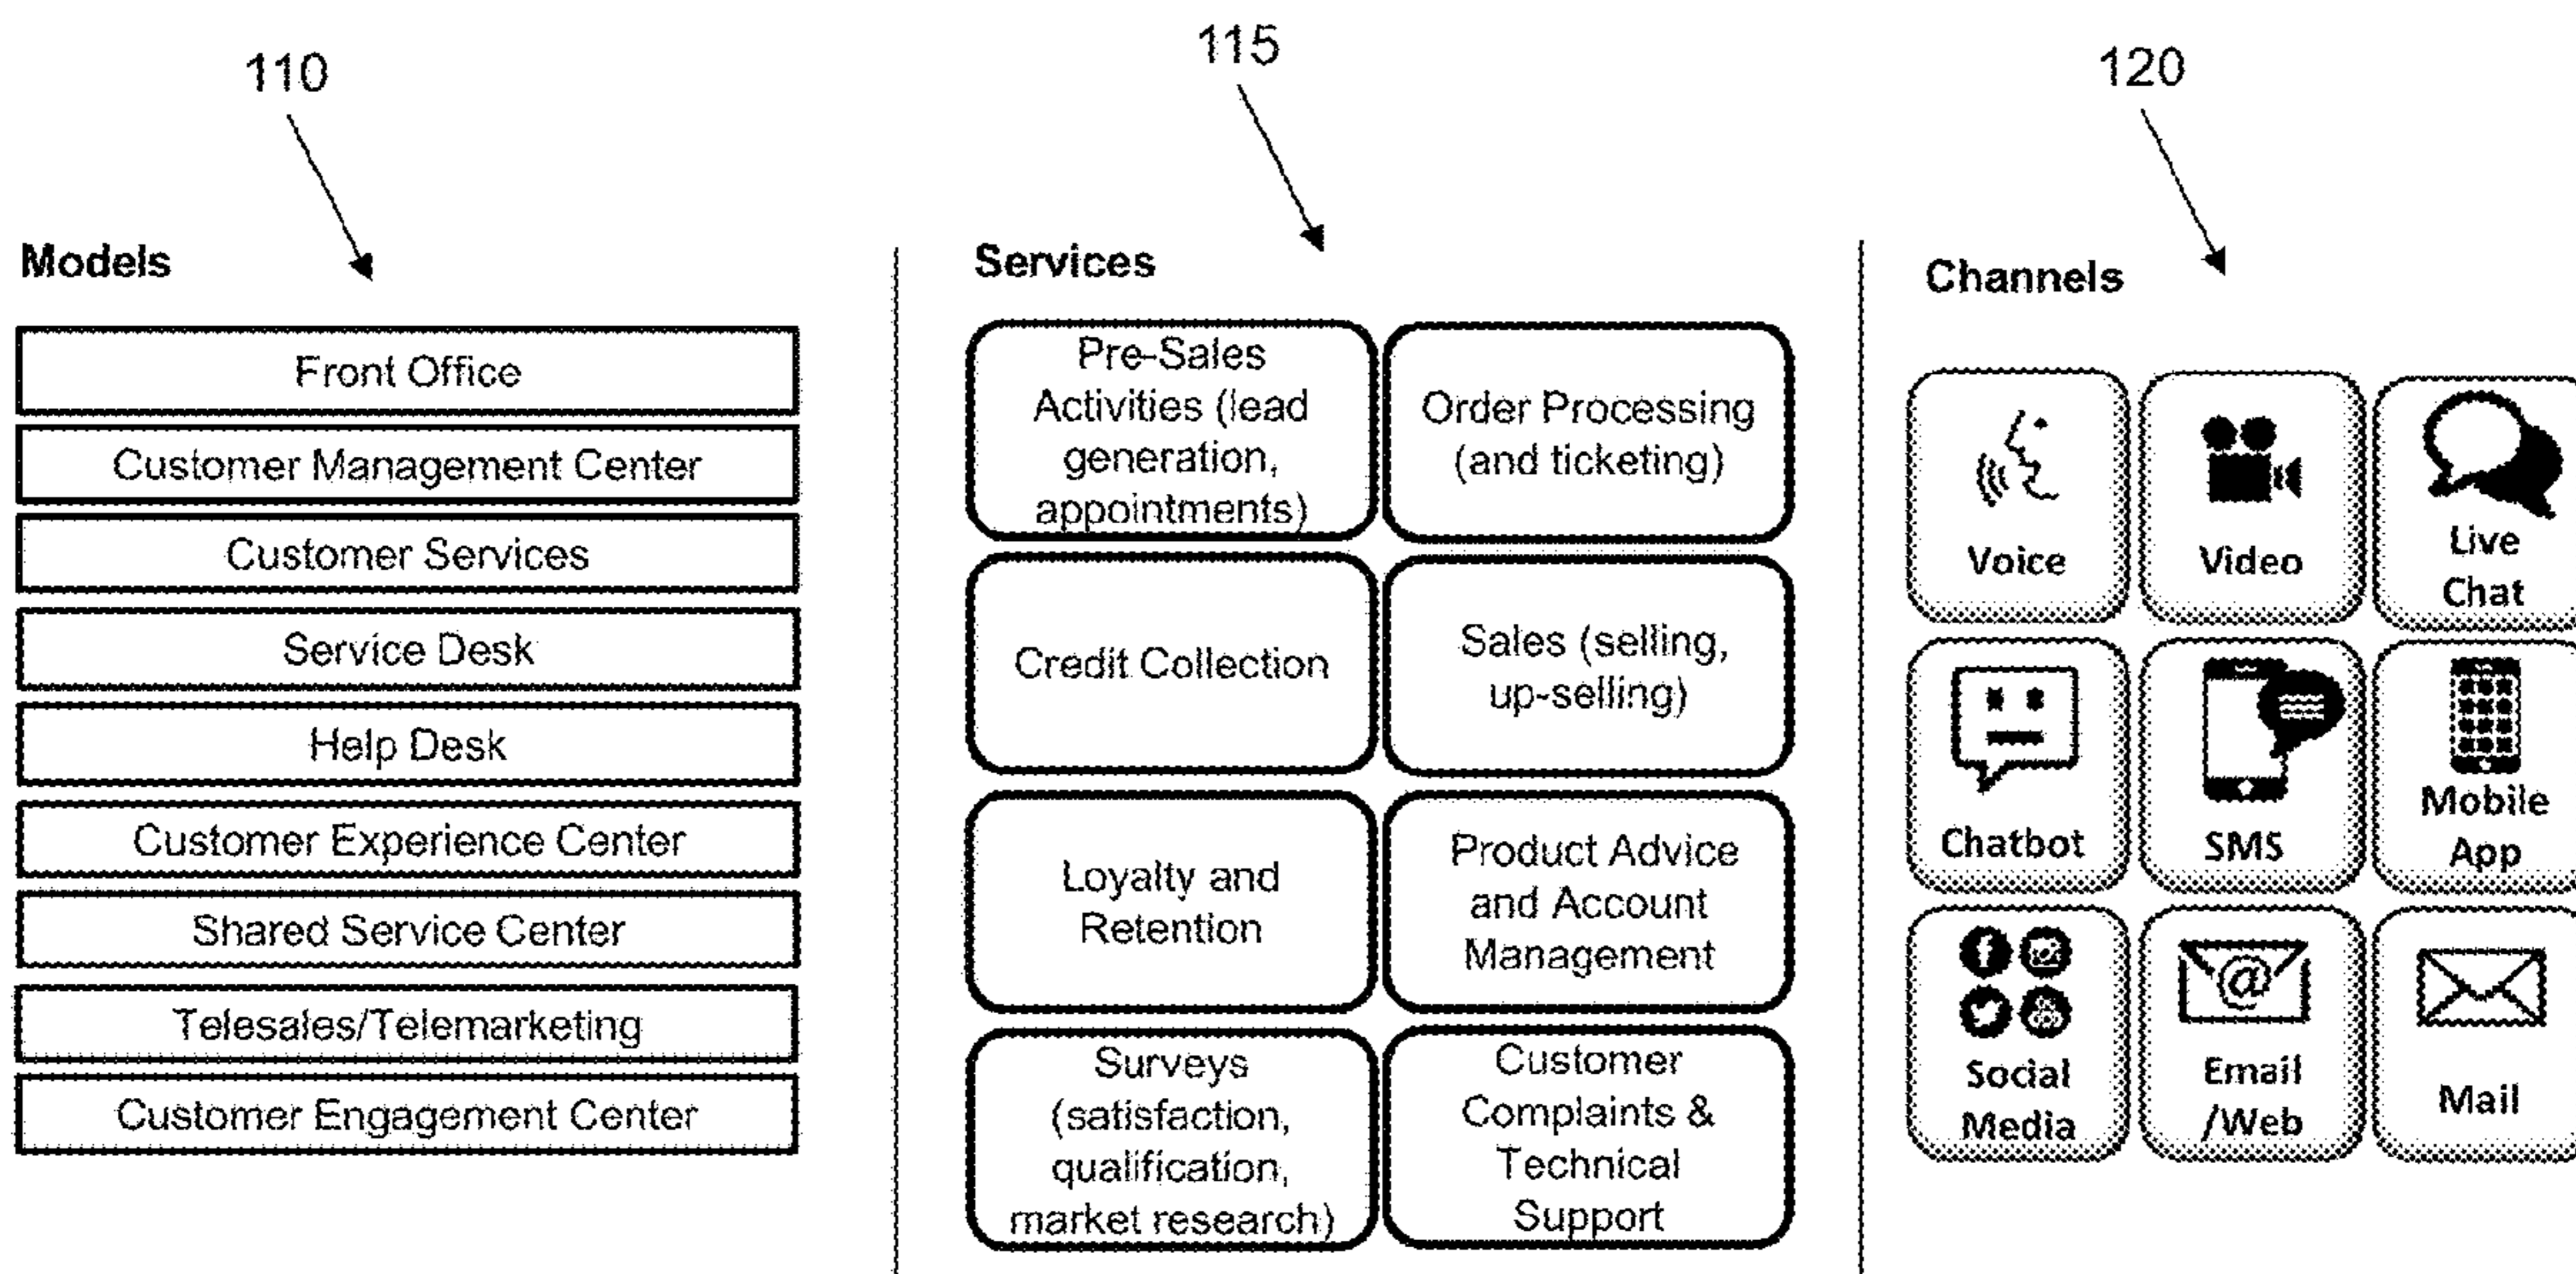 110
115
120
Models
Services
Channels
Front Office
Customer Management Center
Customer Services
Service Desk
Help Desk
Customer Experience Center
Shared Service Center
Telesales/Telemarketing
Customer Engagement Center
Pre-Sales
Activities (lead
generation,
appointments)
Order Processing
(and ticketing)
Credit Collection
Sales (selling,
up-selling)
Loyalty and
Retention
Product Advice
and Account
Management
Surveys
(satisfaction,
qualification,
market research)
Customer
Complaints &
Technical
Support
Voice
Video
Live
Chat
Chatbot
SMS
Mobile
App
Social
Media
@
Email
/Web
Mail